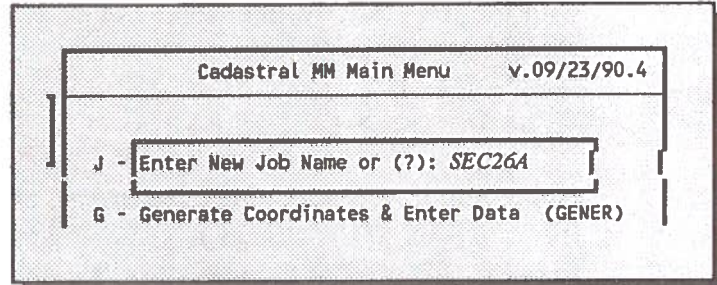 Cadastral MM Main Menu v.09/23/90.4
J - Enter New Job Name or (?): SEC26A
G - Generate Coordinates & Enter Data (GENER)